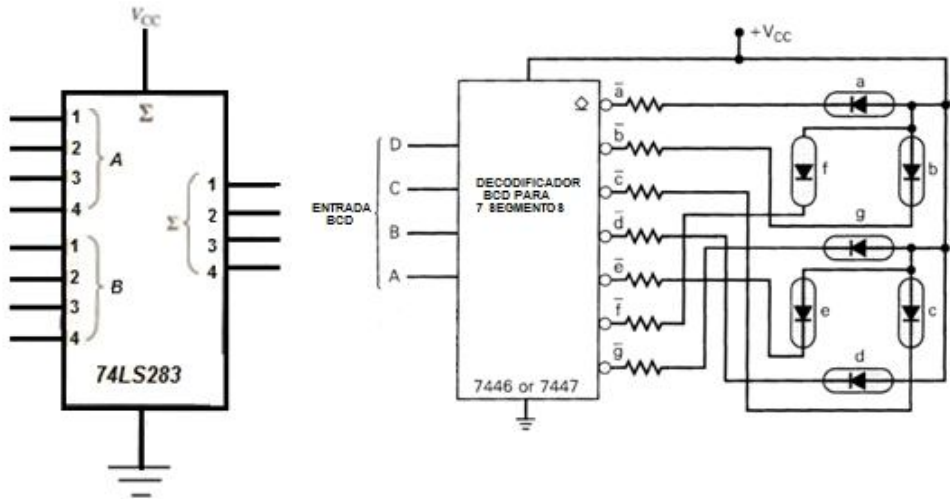 VCC
Σ
1
2
3
4
A
1
2
3
4
B
Σ
1
2
3
4
74LS283
ENTRADA
BCD
D
C
B
A
DECODIFICADOR
BCD PARA
7 SEGMENTOS
7446 or 7447
a̅
b̅
c̅
d̅
e̅
f̅
g̅
+VCC
a
f
b
g
e
c
d